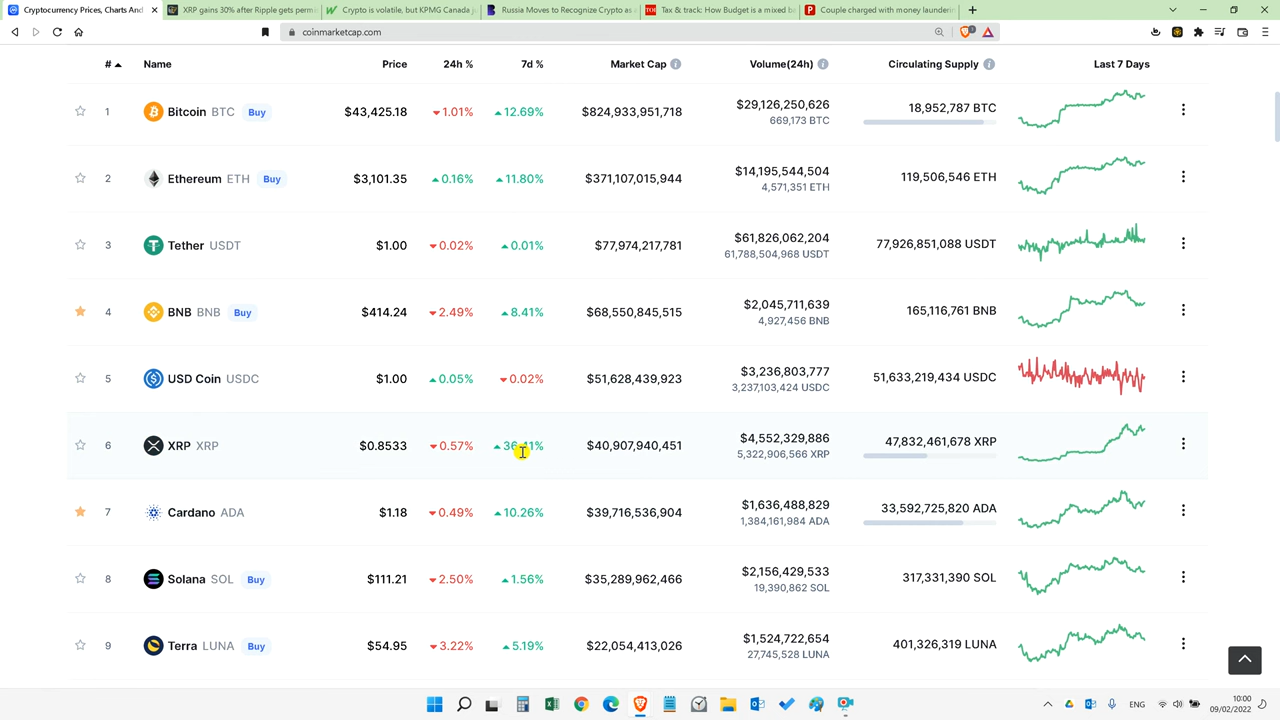 Cryptocurrency Prices, Charts And
XRP gains 30% after Ripple gets permi
Crypto is volatile, but KPMG Canada j
Russia Moves to Recognize Crypto as
Tax & track: How Budget is a mixed b
Couple charged with money launderin
coinmarketcap.com
# Name Price 24h % 7d % Market Cap Volume(24h) Circulating Supply Last 7 Days
1 Bitcoin BTC Buy $43,425.18 1.01% 12.69% $824,933,951,718 $29,126,250,626 18,952,787 BTC
669,173 BTC
2 Ethereum ETH Buy $3,101.35 0.16% 11.80% $371,107,015,944 $14,195,544,504 119,506,546 ETH
4,571,351 ETH
3 Tether USDT $1.00 0.02% 0.01% $77,974,217,781 $61,826,062,204 77,926,851,088 USDT
61,788,504,968 USDT
4 BNB BNB Buy $414.24 2.49% 8.41% $68,550,845,515 $2,045,711,639 165,116,761 BNB
4,927,456 BNB
5 USD Coin USDC $1.00 0.05% 0.02% $51,628,439,923 $3,236,803,777 51,633,219,434 USDC
3,237,103,424 USDC
6 XRP XRP $0.8533 0.57% $40,907,940,451 $4,552,329,886 47,832,461,678 XRP
5,322,906,566 XRP
7 Cardano ADA $1.18 0.49% 10.26% $39,716,536,904 $1,636,488,829 33,592,725,820 ADA
1,384,161,984 ADA
8 Solana SOL Buy $111.21 2.50% 1.56% $35,289,962,466 $2,156,429,533 317,331,390 SOL
19,390,862 SOL
9 Terra LUNA Buy $54.95 3.22% 5.19% $22,054,413,026 $1,524,722,654 401,326,319 LUNA
27,745,528 LUNA
ENG
10:00
09/02/2022